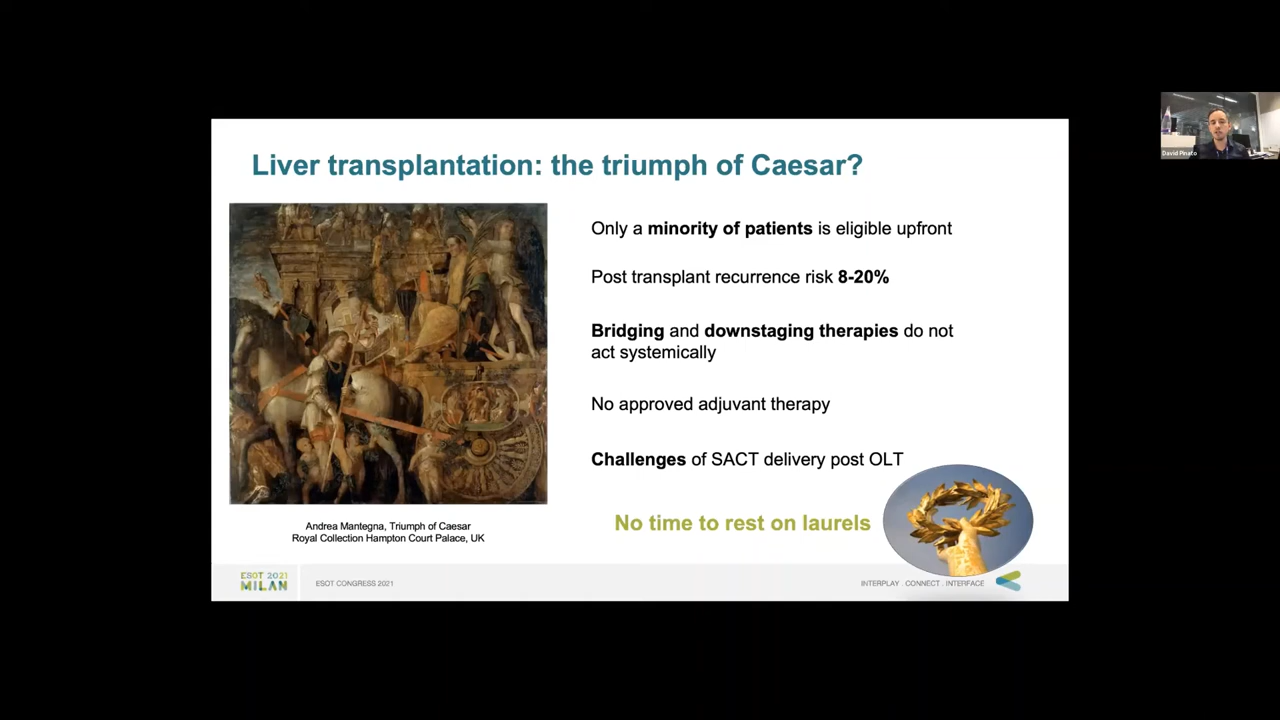 Liver transplantation: the triumph of Caesar?
Only a minority of patients is eligible upfront
Post transplant recurrence risk 8-20%
Bridging and downstaging therapies do not
act systemically
No approved adjuvant therapy
Challenges of SACT delivery post OLT
No time to rest on laurels
Andrea Mantegna, Triumph of Caesar
Royal Collection Hampton Court Palace, UK
ESOT 2021
MILAN
ESOT CONGRESS 2021
INTERPLAY . CONNECT . INTERFACE
David Pinato